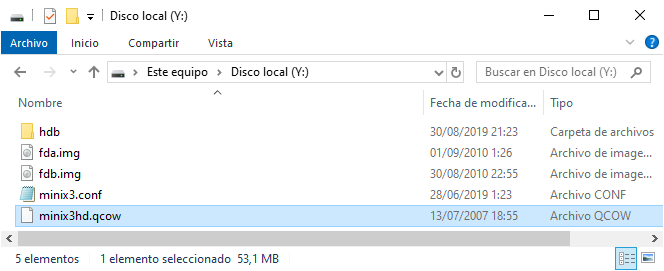 Disco local (Y:)
Archivo Inicio Compartir Vista
Este equipo Disco local (Y:) Buscar en Disco local (Y:)
Nombre Fecha de modifica... Tipo
hdb 30/08/2019 21:23 Carpeta de archivos
fda.img 01/09/2010 1:26 Archivo de image...
fdb.img 30/08/2010 22:55 Archivo de image...
minix3.conf 28/06/2019 1:23 Archivo CONF
minix3hd.qcow 13/07/2007 18:55 Archivo QCOW
5 elementos 1 elemento seleccionado 53,1 MB